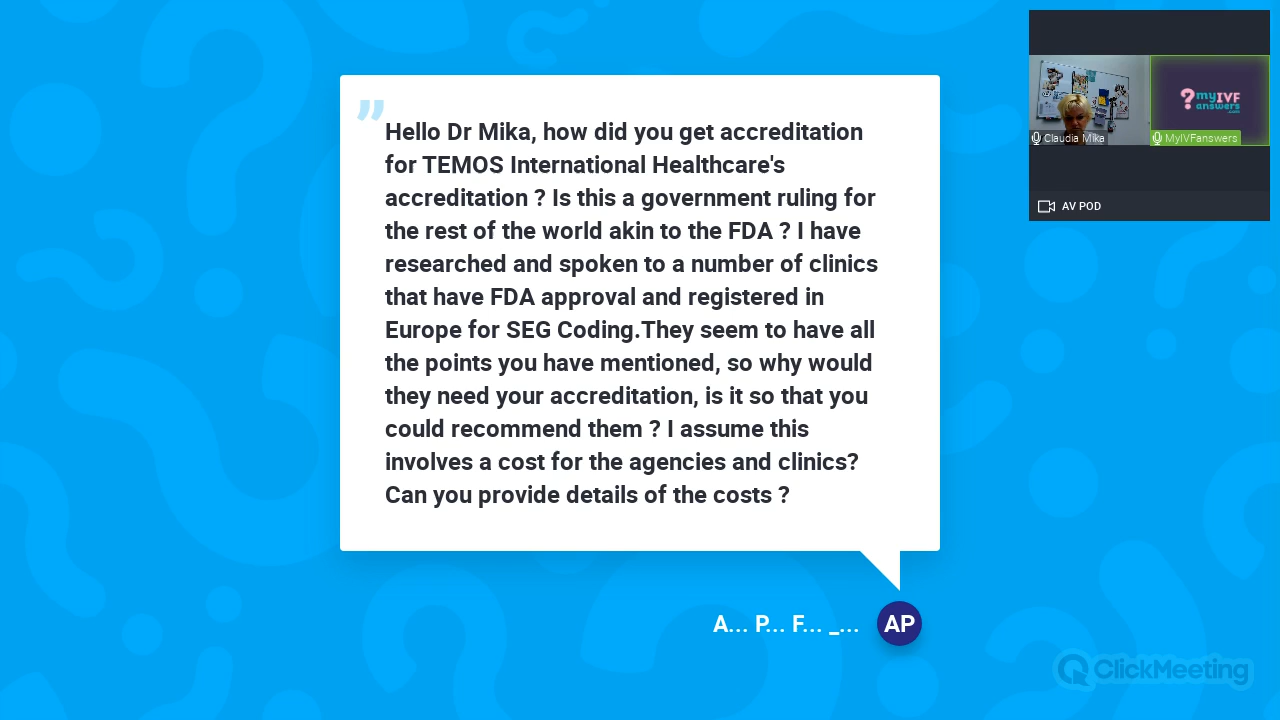 Hello Dr Mika, how did you get accreditation
for TEMOS International Healthcare's
accreditation ? Is this a government ruling for
the rest of the world akin to the FDA ? I have
researched and spoken to a number of clinics
that have FDA approval and registered in
Europe for SEG Coding.They seem to have all
the points you have mentioned, so why would
they need your accreditation, is it so that you
could recommend them ? I assume this
involves a cost for the agencies and clinics?
Can you provide details of the costs ?
A... P... F... _... AP
?myIVF
answers
.com
Claudia Mika
MyIVFanswers
AV POD
ClickMeeting